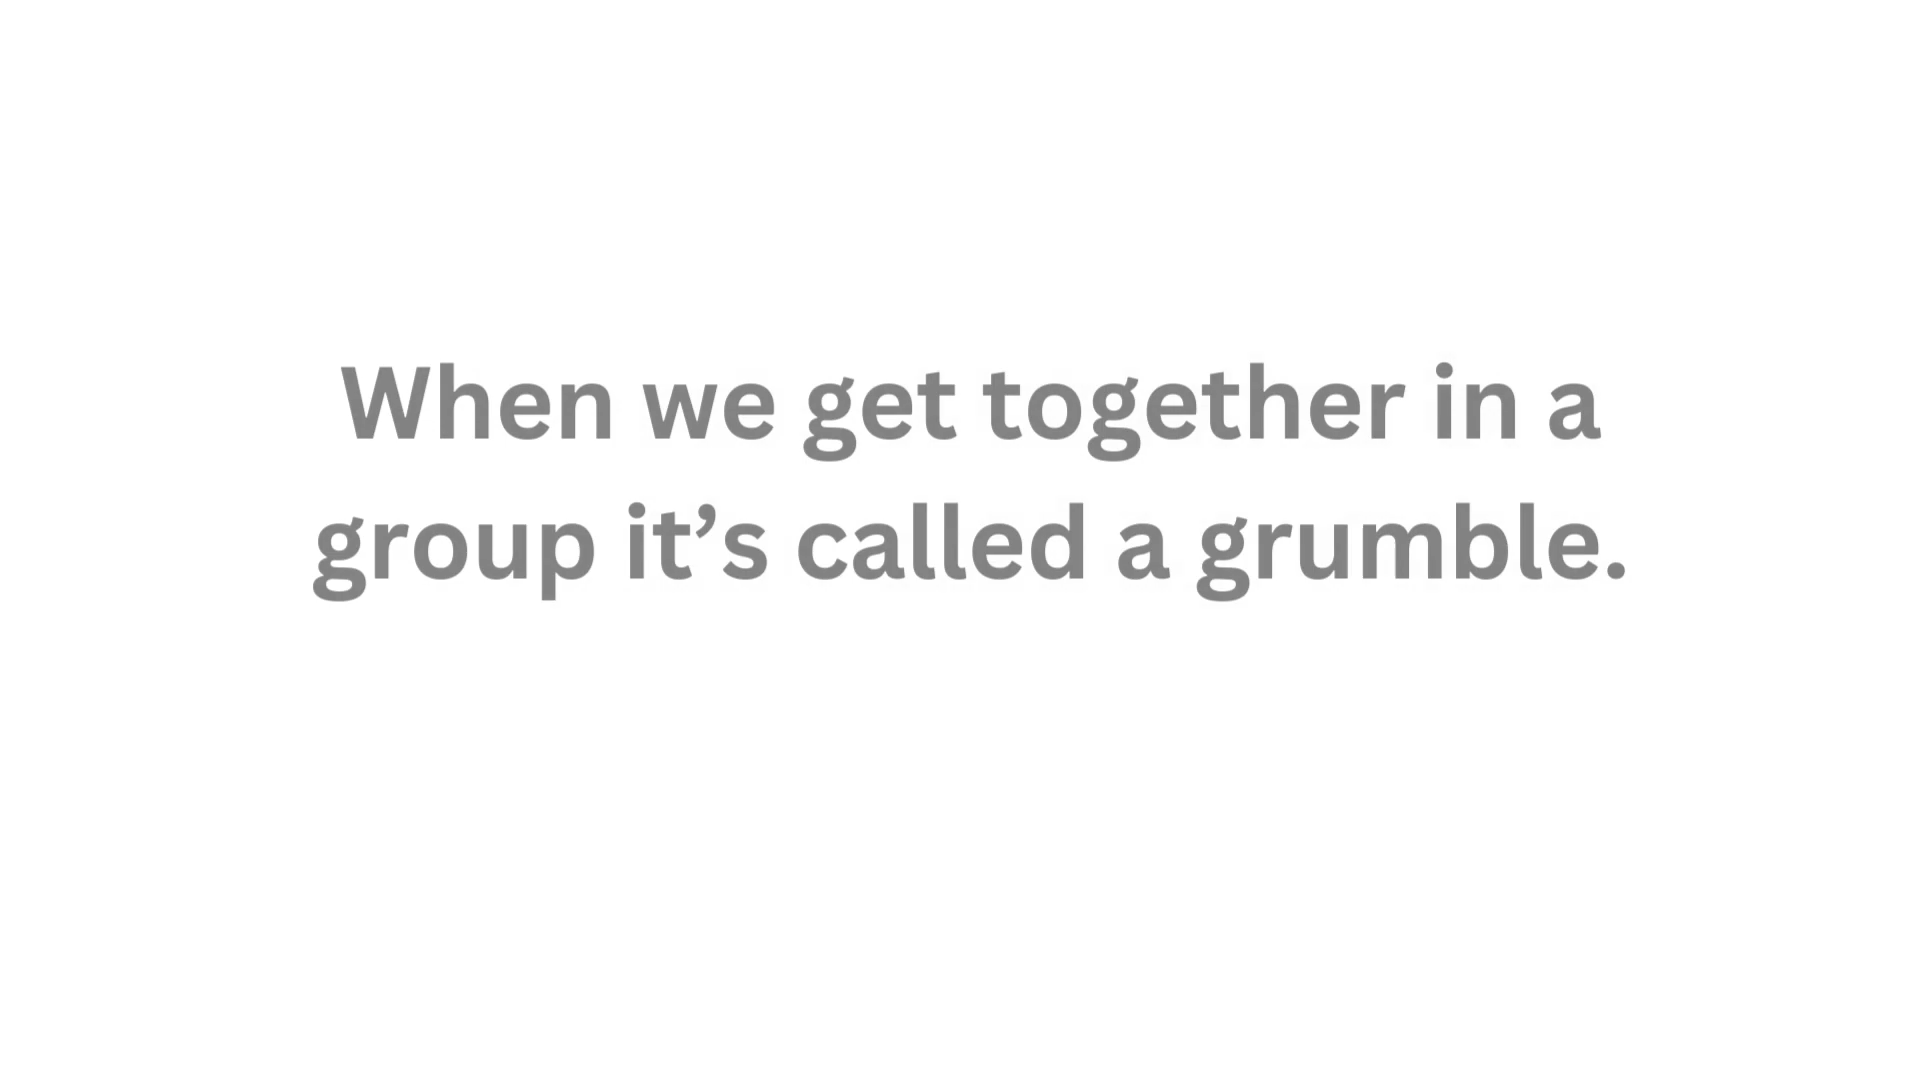 When we get together in a
group it’s called a grumble.